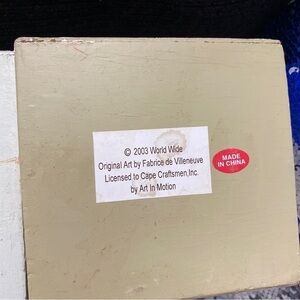 © 2003 World Wide
Original Art by Fabrice de Villeneuve
Licensed to Cape Craftsmen,Inc.
by Art In Motion
MADE
IN CHINA